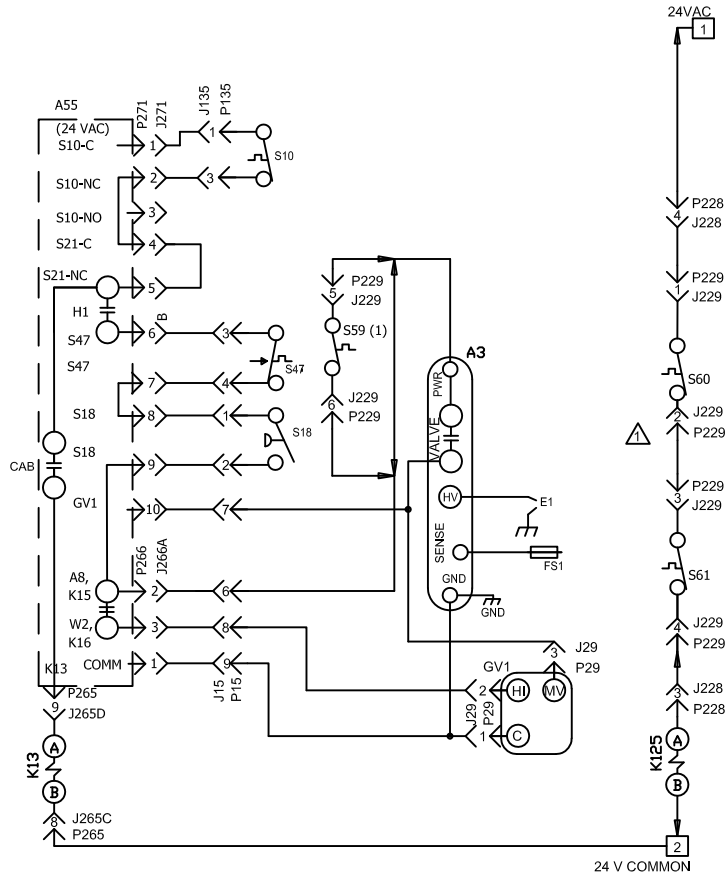 24VAC
1
A55
(24 VAC)
P271
J271
J135
P135
S10-C
1
1
S10
S10-NC
2
3
S10-NO
3
S21-C
4
S21-NC
5
H1
S47
6
B
3
S47
S47
7
4
S18
8
1
S18
S18
9
2
CAB
GV1
10
7
P266
J266A
A8,
K15
2
6
W2,
K16
3
8
COMM
1
9
J15
P15
K13
P265
9
J265D
A
K13
B
8
J265C
P265
P229
5
J229
S59 (1)
J229
6
P229
A3
PWR
VALVE
HV
E1
SENSE
FS1
GND
GND
3
J29
P29
GV1
2
HI
MV
J29
P29
1
C
P228
4
J228
P229
1
J229
S60
J229
2
P229
1
P229
3
J229
S61
J229
4
P229
J228
3
P228
A
K125
B
2
24 V COMMON